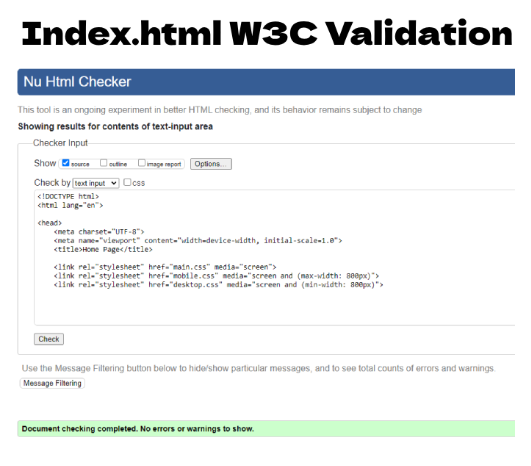 Index.html W3C Validation
Nu Html Checker
This tool is an ongoing experiment in better HTML checking, and its behavior remains subject to change
Showing results for contents of text-input area
Checker Input
Show source outline image report Options...
Check by text input css
<!DOCTYPE html>
<html lang="en">
<head>
<meta charset="UTF-8">
<meta name="viewport" content="width=device-width, initial-scale=1.0">
<title>Home Page</title>
<link rel="stylesheet" href="main.css" media="screen">
<link rel="stylesheet" href="mobile.css" media="screen and (max-width: 800px)">
<link rel="stylesheet" href="desktop.css" media="screen and (min-width: 800px)">
Check
Use the Message Filtering button below to hide/show particular messages, and to see total counts of errors and warnings.
Message Filtering
Document checking completed. No errors or warnings to show.